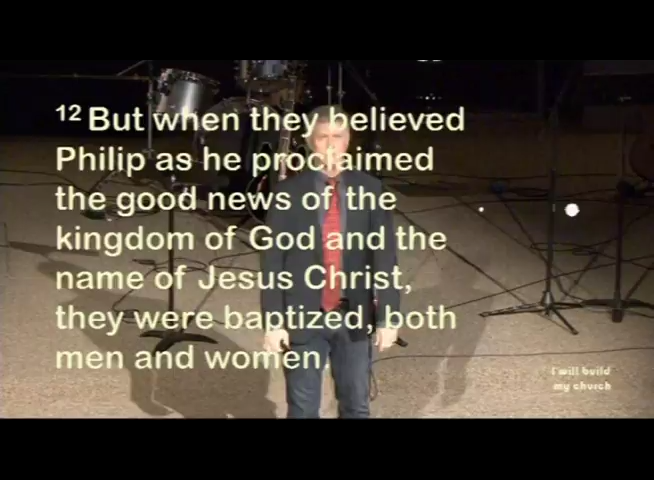 12 But when they believed
Philip as he proclaimed
the good news of the
kingdom of God and the
name of Jesus Christ,
they were baptized, both
men and women.
I will build
my church